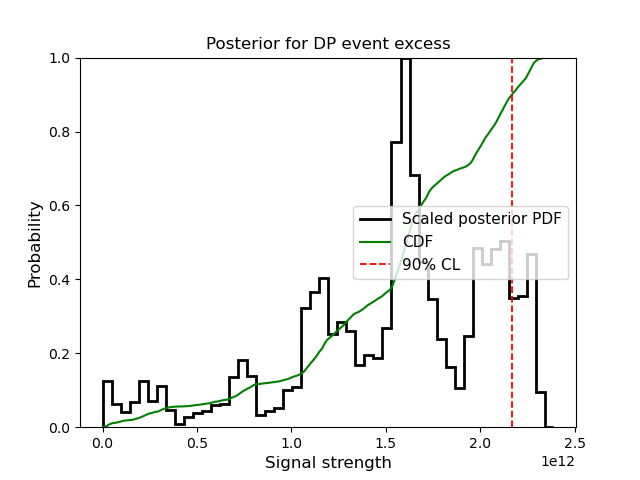 Posterior for DP event excess
1.0
0.8
0.6
0.4
0.2
0.0
Probability
Scaled posterior PDF
CDF
90% CL
0.0 0.5 1.0 1.5 2.0 2.5
1e12
Signal strength